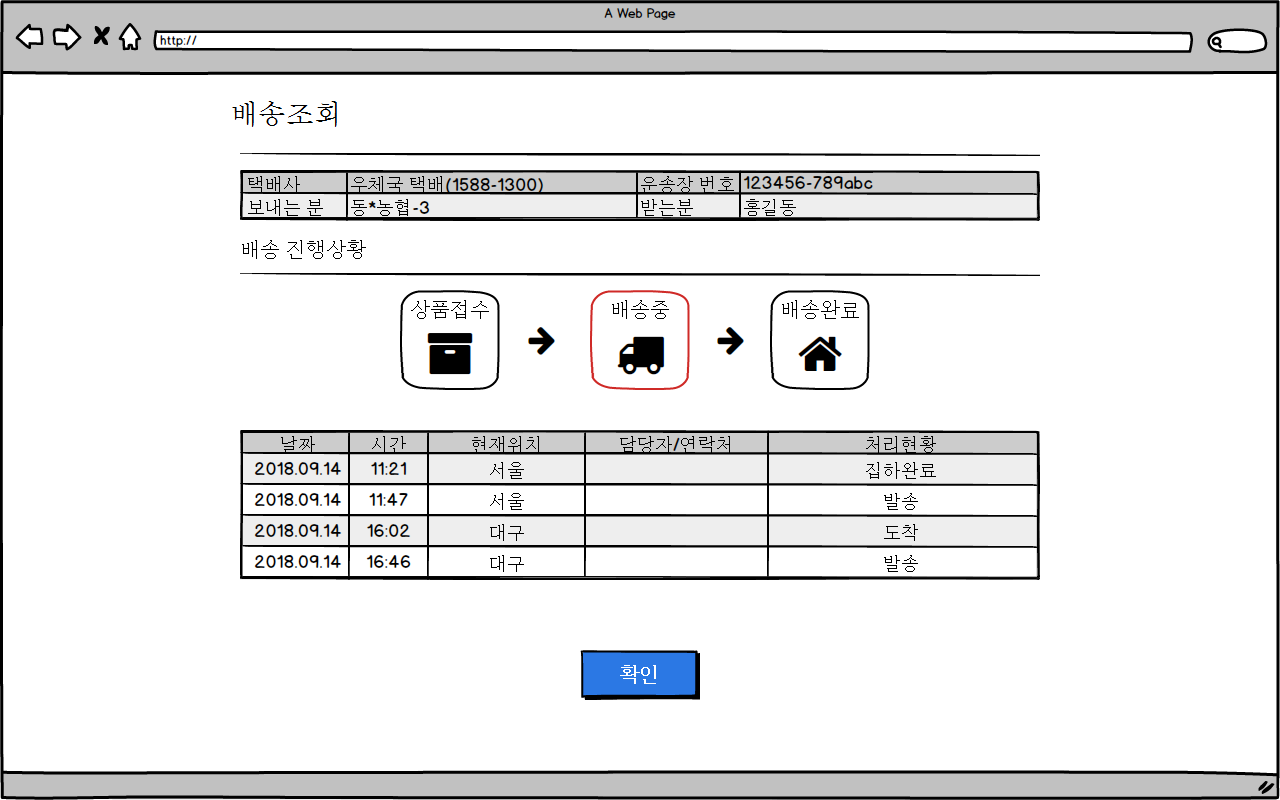 A Web Page
http://
배송조회
택배사 우체국 택배(1588-1300) 운송장 번호 123456-789abc
보내는 분 동*농협-3 받는분 홍길동
배송 진행상황
상품접수 배송중 배송완료
날짜 시간 현재위치 담당자/연락처 처리현황
2018.09.14 11:21 서울 집하완료
2018.09.14 11:47 서울 발송
2018.09.14 16:02 대구 도착
2018.09.14 16:46 대구 발송
확인